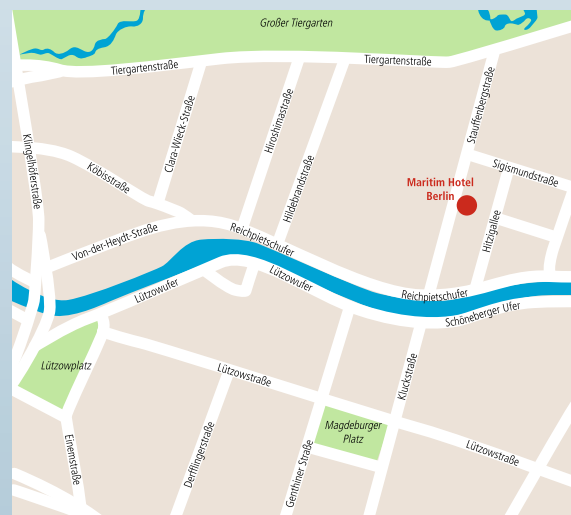 Großer Tiergarten
Tiergartenstraße
Tiergartenstraße
Stauffenbergstraße
Clara-Wieck-Straße
Hiroshimastraße
Klingelhöferstraße
Köbisstraße
Hildebrandstraße
Sigismundstraße
Maritim Hotel
Berlin
Hitzigallee
Von-der-Heydt-Straße
Reichpietschufer
Lützowufer
Lützowufer
Reichpietschufer
Schöneberger Ufer
Lützowplatz
Lützowstraße
Kluckstraße
Magdeburger
Platz
Einemstraße
Derfflingerstraße
Genthiner Straße
Lützowstraße